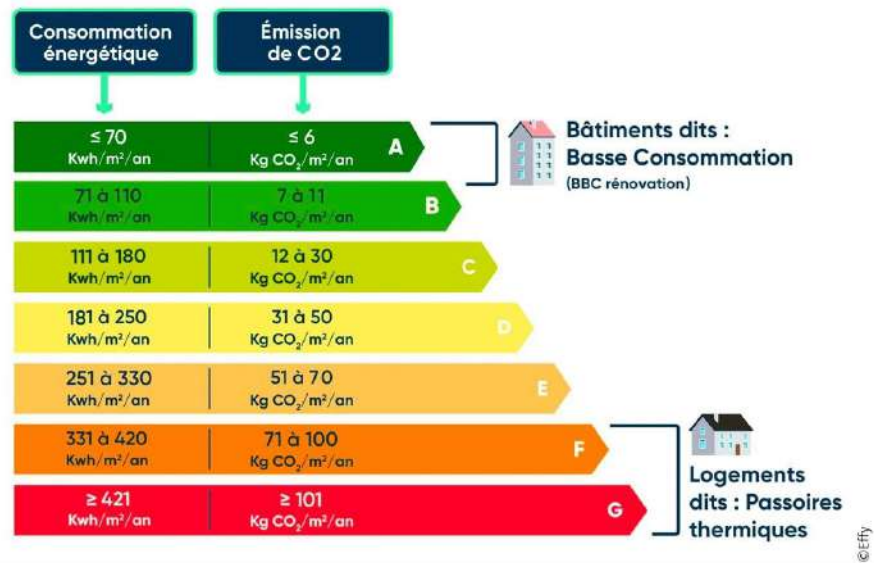 Consommation
énergétique
Émission
de CO2
≤ 70
Kwh/m²/an
≤ 6
Kg CO₂/m²/an
A
71 à 110
Kwh/m²/an
7 à 11
Kg CO₂/m²/an
B
111 à 180
Kwh/m²/an
12 à 30
Kg CO₂/m²/an
C
181 à 250
Kwh/m²/an
31 à 50
Kg CO₂/m²/an
D
251 à 330
Kwh/m²/an
51 à 70
Kg CO₂/m²/an
E
331 à 420
Kwh/m²/an
71 à 100
Kg CO₂/m²/an
F
≥ 421
Kwh/m²/an
≥ 101
Kg CO₂/m²/an
G
Bâtiments dits :
Basse Consommation
(BBC rénovation)
Logements
dits : Passoires
thermiques
©Effy